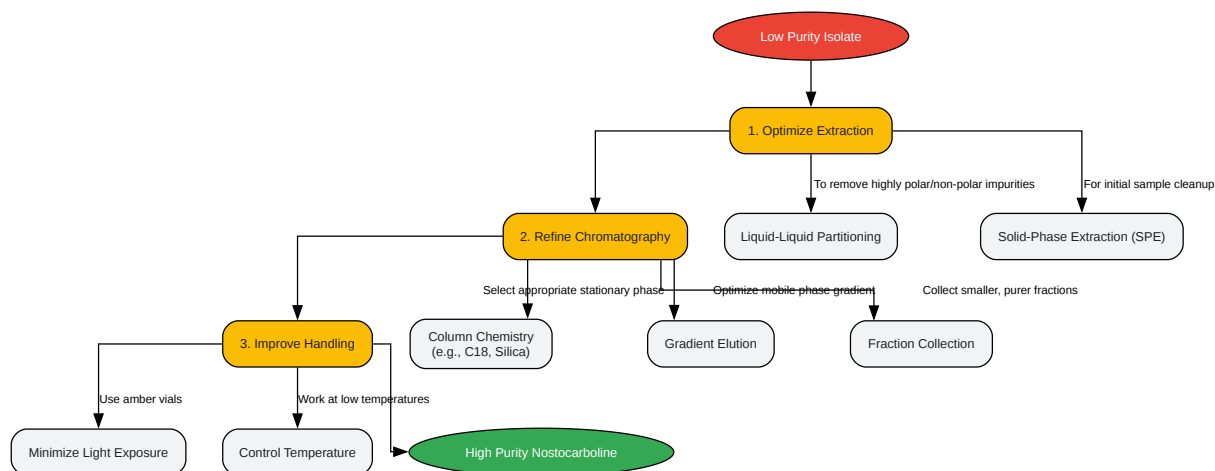 Low Purity Isolate
1. Optimize Extraction
To remove highly polar/non-polar impurities
For initial sample cleanup
2. Refine Chromatography
Liquid-Liquid Partitioning
Solid-Phase Extraction (SPE)
Select appropriate stationary phase
Optimize mobile phase gradient
Collect smaller, purer fractions
3. Improve Handling
Column Chemistry
(e.g., C18, Silica)
Gradient Elution
Fraction Collection
Use amber vials
Work at low temperatures
Minimize Light Exposure
Control Temperature
High Purity Nostocarboline